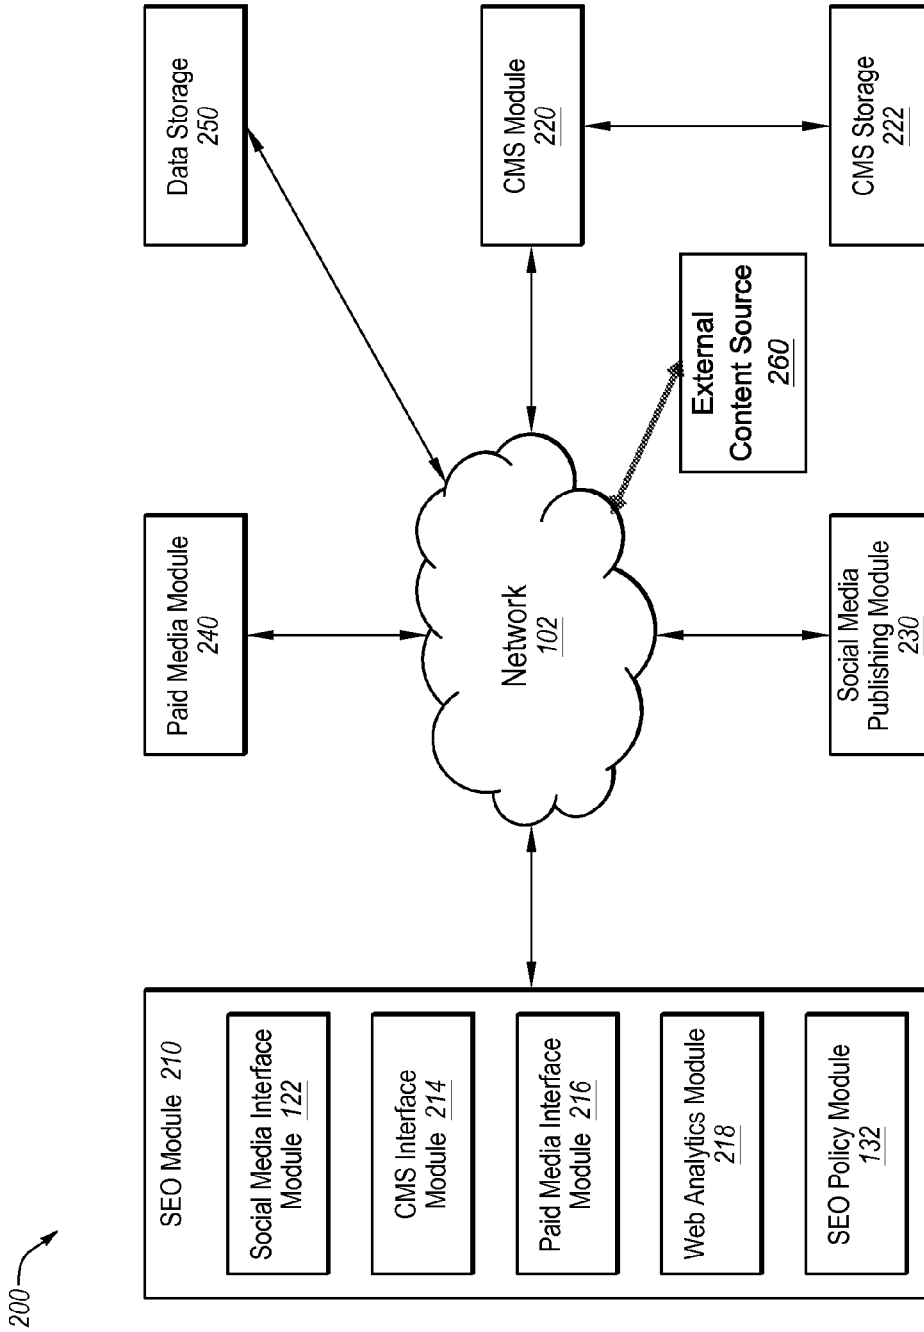 200
SEO Module 210
Social Media Interface
Module 122
CMS Interface
Module 214
Paid Media Interface
Module 216
Web Analytics Module
218
SEO Policy Module
132
Paid Media Module
240
Data Storage
250
Network
102
CMS Module
220
External
Content Source
260
Social Media
Publishing Module
230
CMS Storage
222